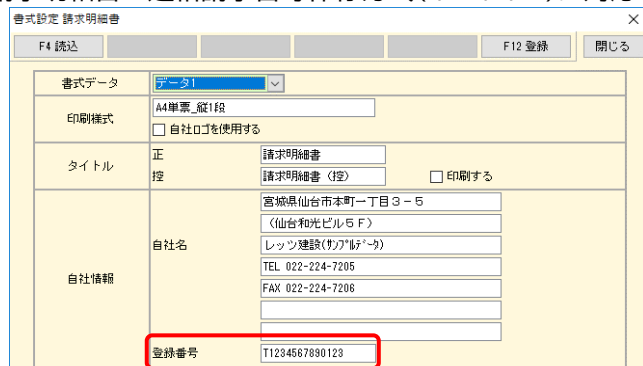 書式設定 請求明細書
F4 読込
F12 登録
閉じる
書式データ
データ1
印刷様式
A4単票_縦1段
自社ロゴを使用する
タイトル
正
請求明細書
控
請求明細書（控）
印刷する
自社情報
自社名
宮城県仙台市本町一丁目３－５
（仙台和光ビル５Ｆ）
レッツ建設(ｻﾝﾌﾟﾙﾃﾞｰﾀ)
TEL 022-224-7205
FAX 022-224-7206
登録番号
T1234567890123